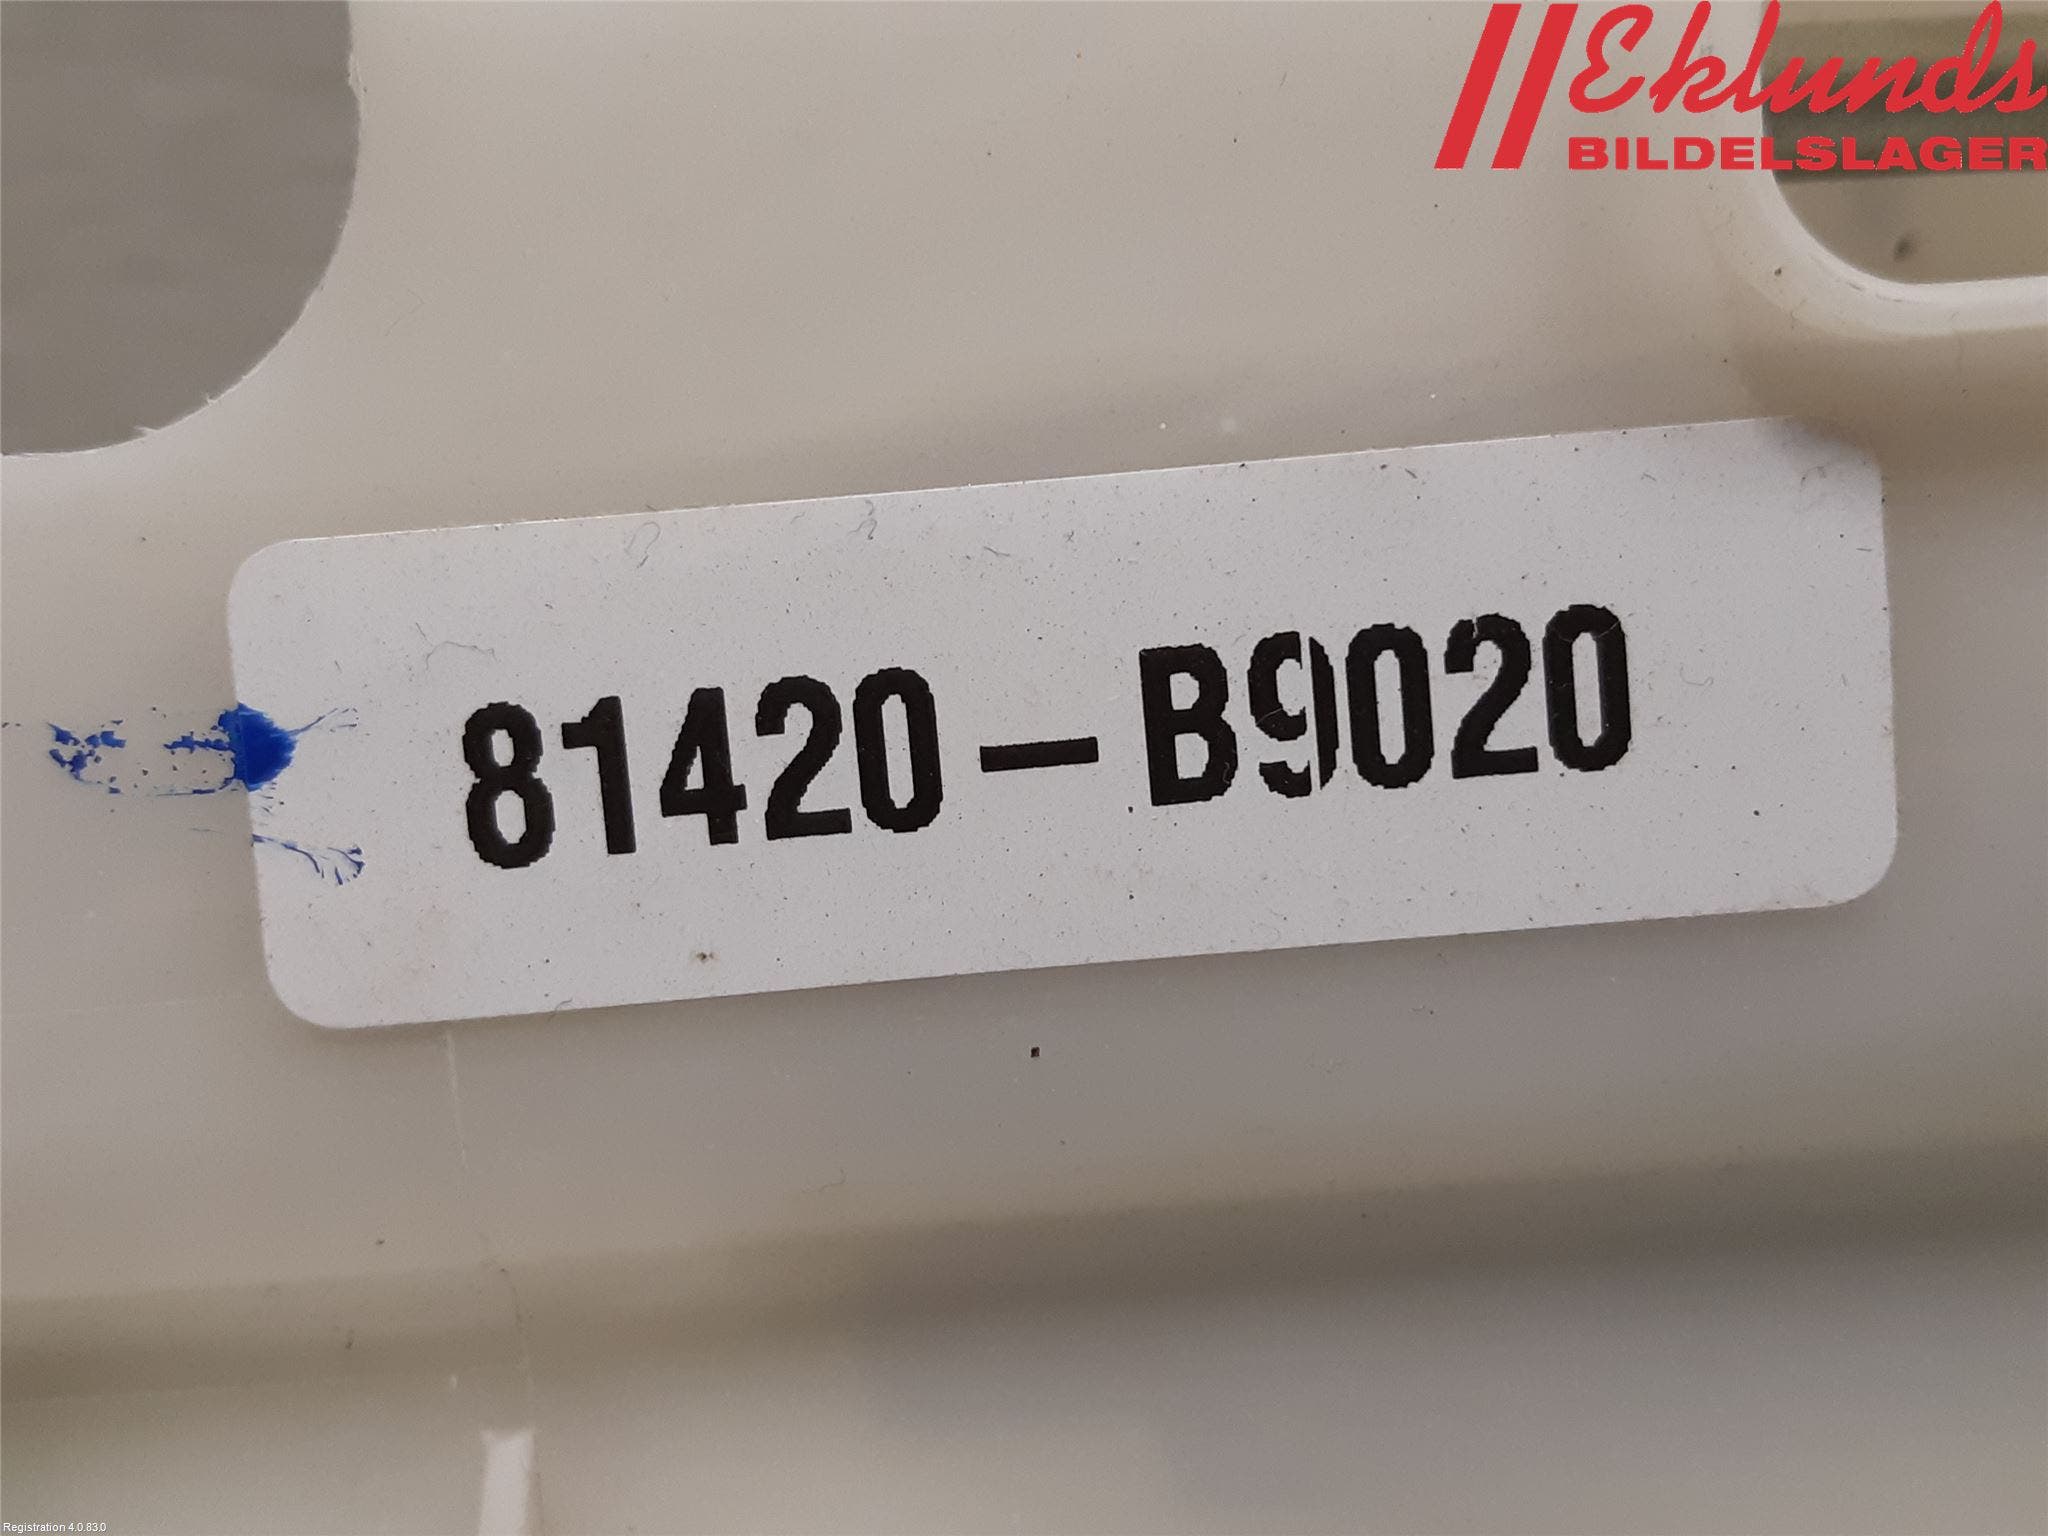 Eklunds
BILDELSLAGER
81420-B9020
Registration 4.0.83.0